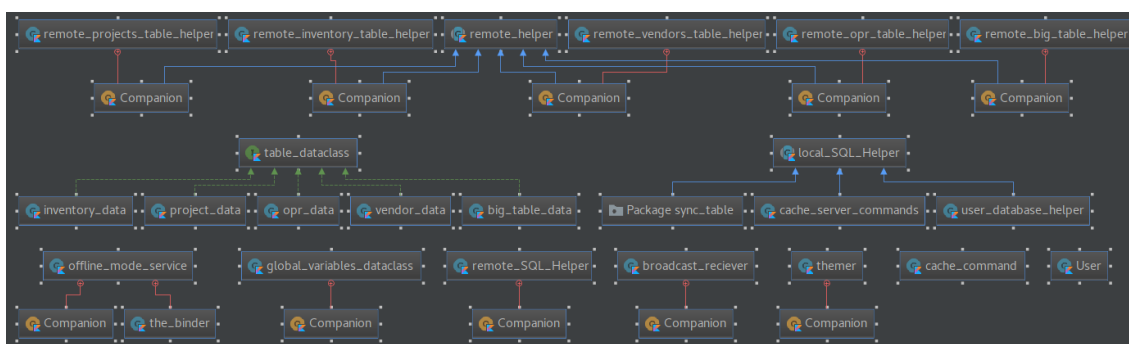 remote_projects_table_helper remote_inventory_table_helper remote_helper remote_vendors_table_helper remote_opr_table_helper remote_big_table_helper
Companion Companion Companion Companion Companion
table_dataclass local_SQL_Helper
inventory_data project_data opr_data vendor_data big_table_data Package sync_table cache_server_commands user_database_helper
offline_mode_service global_variables_dataclass remote_SQL_Helper broadcast_reciever themer cache_command User
Companion the_binder Companion Companion Companion Companion